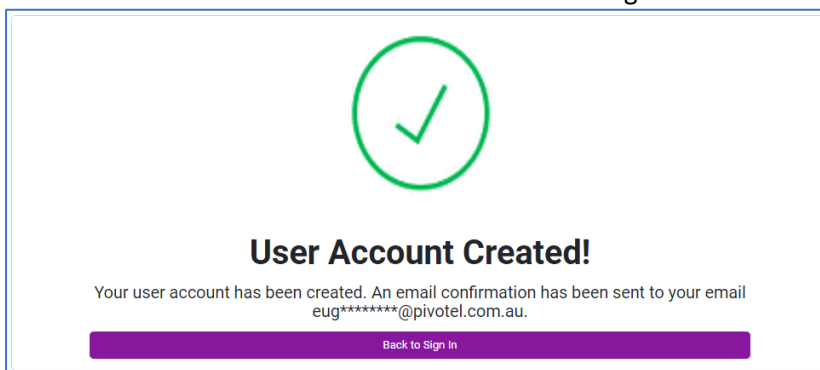 User Account Created!
Your user account has been created. An email confirmation has been sent to your email
eug********@pivotel.com.au.
Back to Sign In